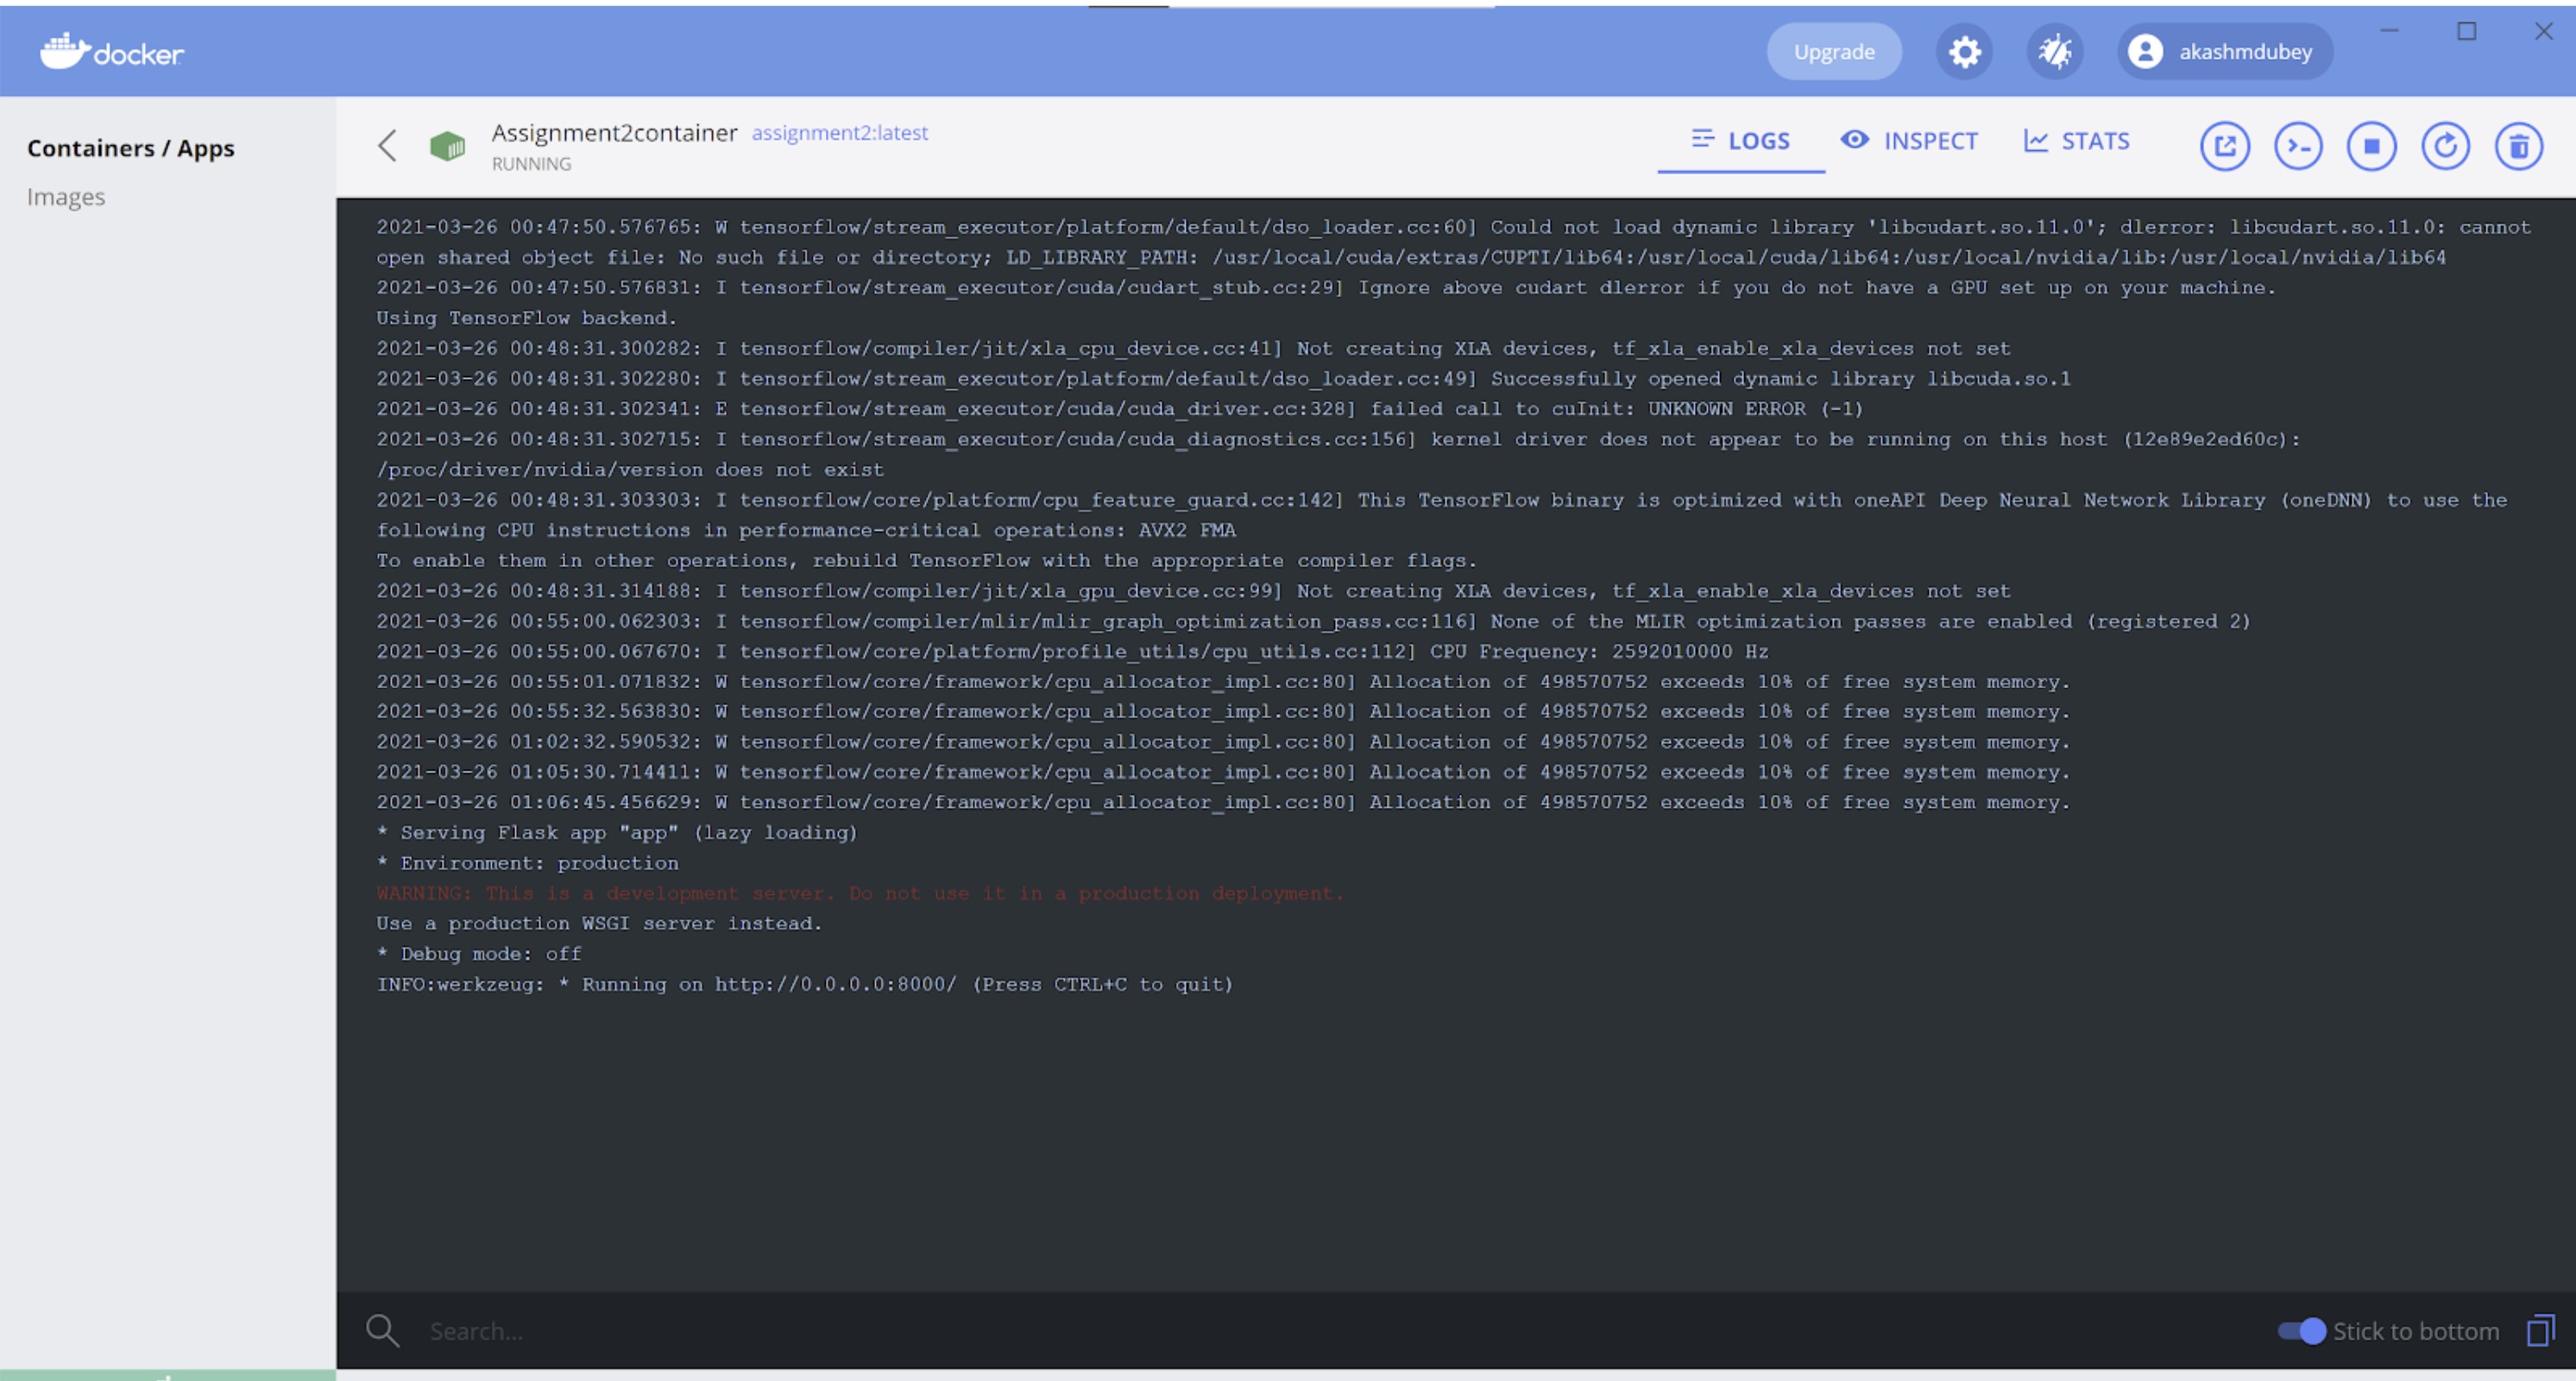 docker
Upgrade
akashmdubey
Containers / Apps
Images
Assignment2container assignment2:latest
RUNNING
LOGS
INSPECT
STATS
2021-03-26 00:47:50.576765: W tensorflow/stream_executor/platform/default/dso_loader.cc:60] Could not load dynamic library 'libcudart.so.11.0'; dlerror: libcudart.so.11.0: cannot
open shared object file: No such file or directory; LD_LIBRARY_PATH: /usr/local/cuda/extras/CUPTI/lib64:/usr/local/cuda/lib64:/usr/local/nvidia/lib:/usr/local/nvidia/lib64
2021-03-26 00:47:50.576831: I tensorflow/stream_executor/cuda/cudart_stub.cc:29] Ignore above cudart dlerror if you do not have a GPU set up on your machine.
Using TensorFlow backend.
2021-03-26 00:48:31.300282: I tensorflow/compiler/jit/xla_cpu_device.cc:41] Not creating XLA devices, tf_xla_enable_xla_devices not set
2021-03-26 00:48:31.302280: I tensorflow/stream_executor/platform/default/dso_loader.cc:49] Successfully opened dynamic library libcuda.so.1
2021-03-26 00:48:31.302341: E tensorflow/stream_executor/cuda/cuda_driver.cc:328] failed call to cuInit: UNKNOWN ERROR (-1)
2021-03-26 00:48:31.302715: I tensorflow/stream_executor/cuda/cuda_diagnostics.cc:156] kernel driver does not appear to be running on this host (12e89e2ed60c):
/proc/driver/nvidia/version does not exist
2021-03-26 00:48:31.303303: I tensorflow/core/platform/cpu_feature_guard.cc:142] This TensorFlow binary is optimized with oneAPI Deep Neural Network Library (oneDNN) to use the
following CPU instructions in performance-critical operations: AVX2 FMA
To enable them in other operations, rebuild TensorFlow with the appropriate compiler flags.
2021-03-26 00:48:31.314188: I tensorflow/compiler/jit/xla_gpu_device.cc:99] Not creating XLA devices, tf_xla_enable_xla_devices not set
2021-03-26 00:55:00.062303: I tensorflow/compiler/mlir/mlir_graph_optimization_pass.cc:116] None of the MLIR optimization passes are enabled (registered 2)
2021-03-26 00:55:00.067670: I tensorflow/core/platform/profile_utils/cpu_utils.cc:112] CPU Frequency: 2592010000 Hz
2021-03-26 00:55:01.071832: W tensorflow/core/framework/cpu_allocator_impl.cc:80] Allocation of 498570752 exceeds 10% of free system memory.
2021-03-26 00:55:32.563830: W tensorflow/core/framework/cpu_allocator_impl.cc:80] Allocation of 498570752 exceeds 10% of free system memory.
2021-03-26 01:02:32.590532: W tensorflow/core/framework/cpu_allocator_impl.cc:80] Allocation of 498570752 exceeds 10% of free system memory.
2021-03-26 01:05:30.714411: W tensorflow/core/framework/cpu_allocator_impl.cc:80] Allocation of 498570752 exceeds 10% of free system memory.
2021-03-26 01:06:45.456629: W tensorflow/core/framework/cpu_allocator_impl.cc:80] Allocation of 498570752 exceeds 10% of free system memory.
* Serving Flask app "app" (lazy loading)
* Environment: production
WARNING: This is a development server. Do not use it in a production deployment.
Use a production WSGI server instead.
* Debug mode: off
INFO:werkzeug: * Running on http://0.0.0.0:8000/ (Press CTRL+C to quit)
Search...
Stick to bottom